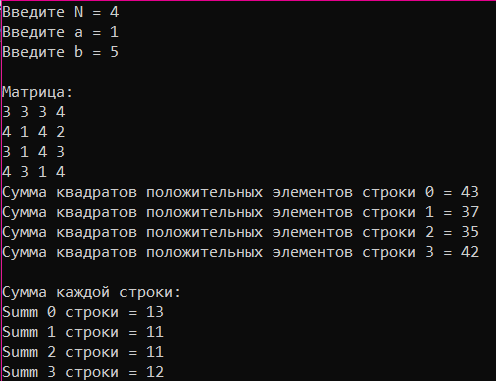 Введите N = 4
Введите a = 1
Введите b = 5
Матрица:
3 3 3 4
4 1 4 2
3 1 4 3
4 3 1 4
Сумма квадратов положительных элементов строки 0 = 43
Сумма квадратов положительных элементов строки 1 = 37
Сумма квадратов положительных элементов строки 2 = 35
Сумма квадратов положительных элементов строки 3 = 42
Сумма каждой строки:
Summ 0 строки = 13
Summ 1 строки = 11
Summ 2 строки = 11
Summ 3 строки = 12